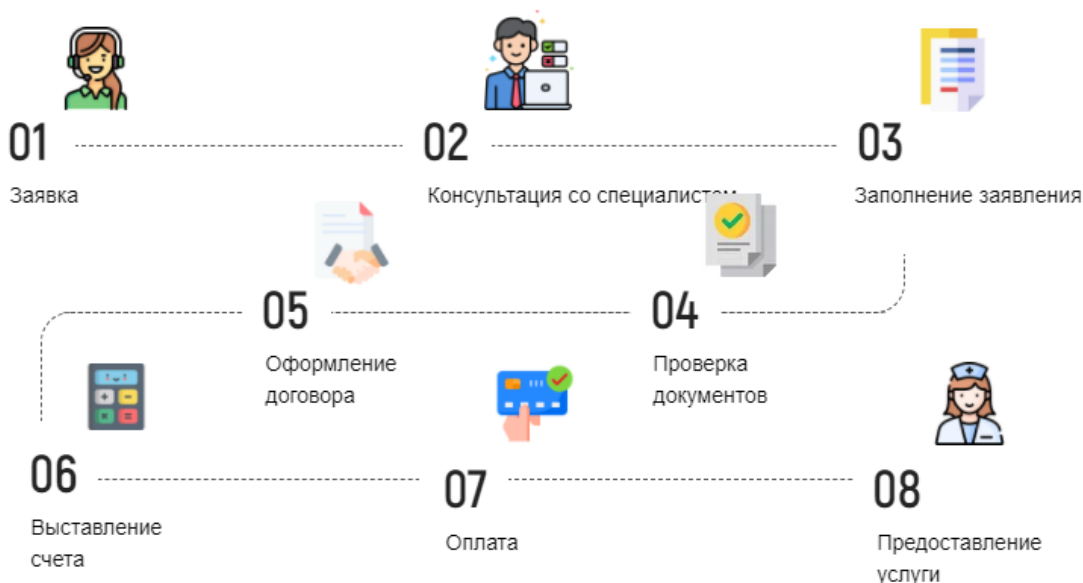 01
Заявка
02
Консультация со специалистом
03
Заполнение заявления
04
Проверка
документов
05
Оформление
договора
06
Выставление
счета
07
Оплата
08
Предоставление
услуги